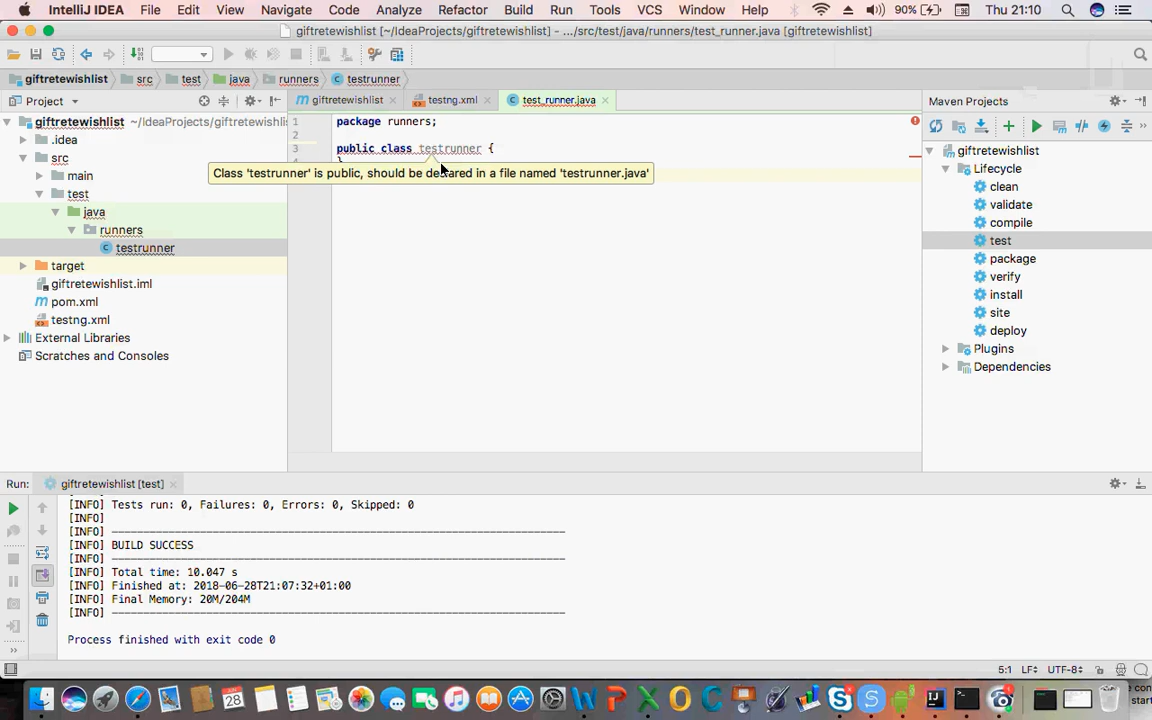 IntelliJ IDEA File Edit View Navigate Code Analyze Refactor Build Run Tools VCS Window Help 90% Thu 21:10
giftretewishlist [~/IdeaProjects/giftretewishlist] - .../src/test/java/runners/test_runner.java [giftretewishlist]
giftretewishlist src test java runners testrunner
Project
giftretewishlist testng.xml test_runner.java
Maven Projects
giftretewishlist ~/IdeaProjects/giftretewishlist
.idea
src
main
test
java
runners
testrunner
target
giftretewishlist.iml
pom.xml
testng.xml
External Libraries
Scratches and Consoles
1 package runners;
2
3 public class testrunner {
4 }
Class 'testrunner' is public, should be declared in a file named 'testrunner.java'
giftretewishlist
Lifecycle
clean
validate
compile
test
package
verify
install
site
deploy
Plugins
Dependencies
Run: giftretewishlist [test]
[INFO] Tests run: 0, Failures: 0, Errors: 0, Skipped: 0
[INFO]
[INFO] ------------------------------------------------------------------------
[INFO] BUILD SUCCESS
[INFO] ------------------------------------------------------------------------
[INFO] Total time: 10.047 s
[INFO] Finished at: 2018-06-28T21:07:32+01:00
[INFO] Final Memory: 20M/204M
[INFO] ------------------------------------------------------------------------
Process finished with exit code 0
5:1 LF÷ UTF-8÷